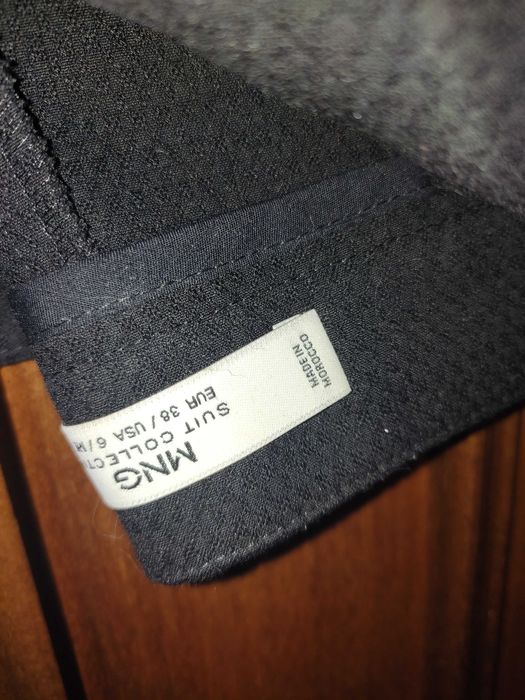 MNG
SUIT COLLECT
EUR 38 / USA 6 /
MADE IN
MOROCCO